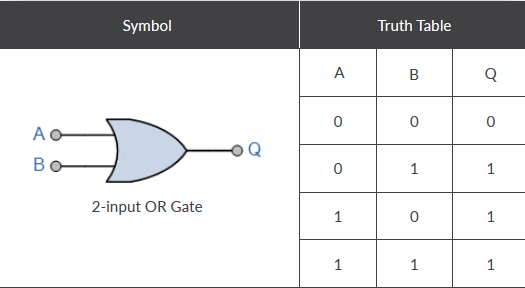 Symbol
Truth Table
A
B
Q
2-input OR Gate
A B Q
0 0 0
0 1 1
1 0 1
1 1 1